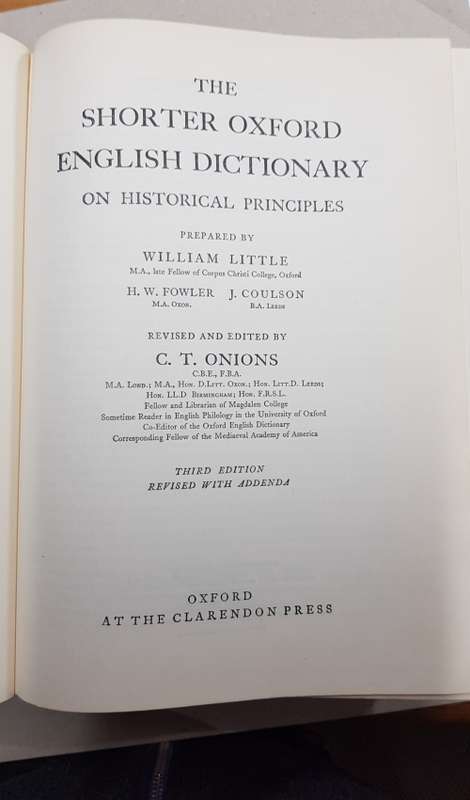 THE
SHORTER OXFORD
ENGLISH DICTIONARY
ON HISTORICAL PRINCIPLES
PREPARED BY
WILLIAM LITTLE
M.A., late Fellow of Corpus Christi College, Oxford
H. W. FOWLER J. COULSON
M.A. OXON. B.A. LEEDS
REVISED AND EDITED BY
C. T. ONIONS
C.B.E., F.B.A.
M.A. LOND.; M.A., HON. D.LITT. OXON.; HON. LITT.D. LEEDS;
HON. LL.D BIRMINGHAM; HON. F.R.S.L.
Fellow and Librarian of Magdalen College
Sometime Reader in English Philology in the University of Oxford
Co-Editor of the Oxford English Dictionary
Corresponding Fellow of the Mediaeval Academy of America
THIRD EDITION
REVISED WITH ADDENDA
OXFORD
AT THE CLARENDON PRESS